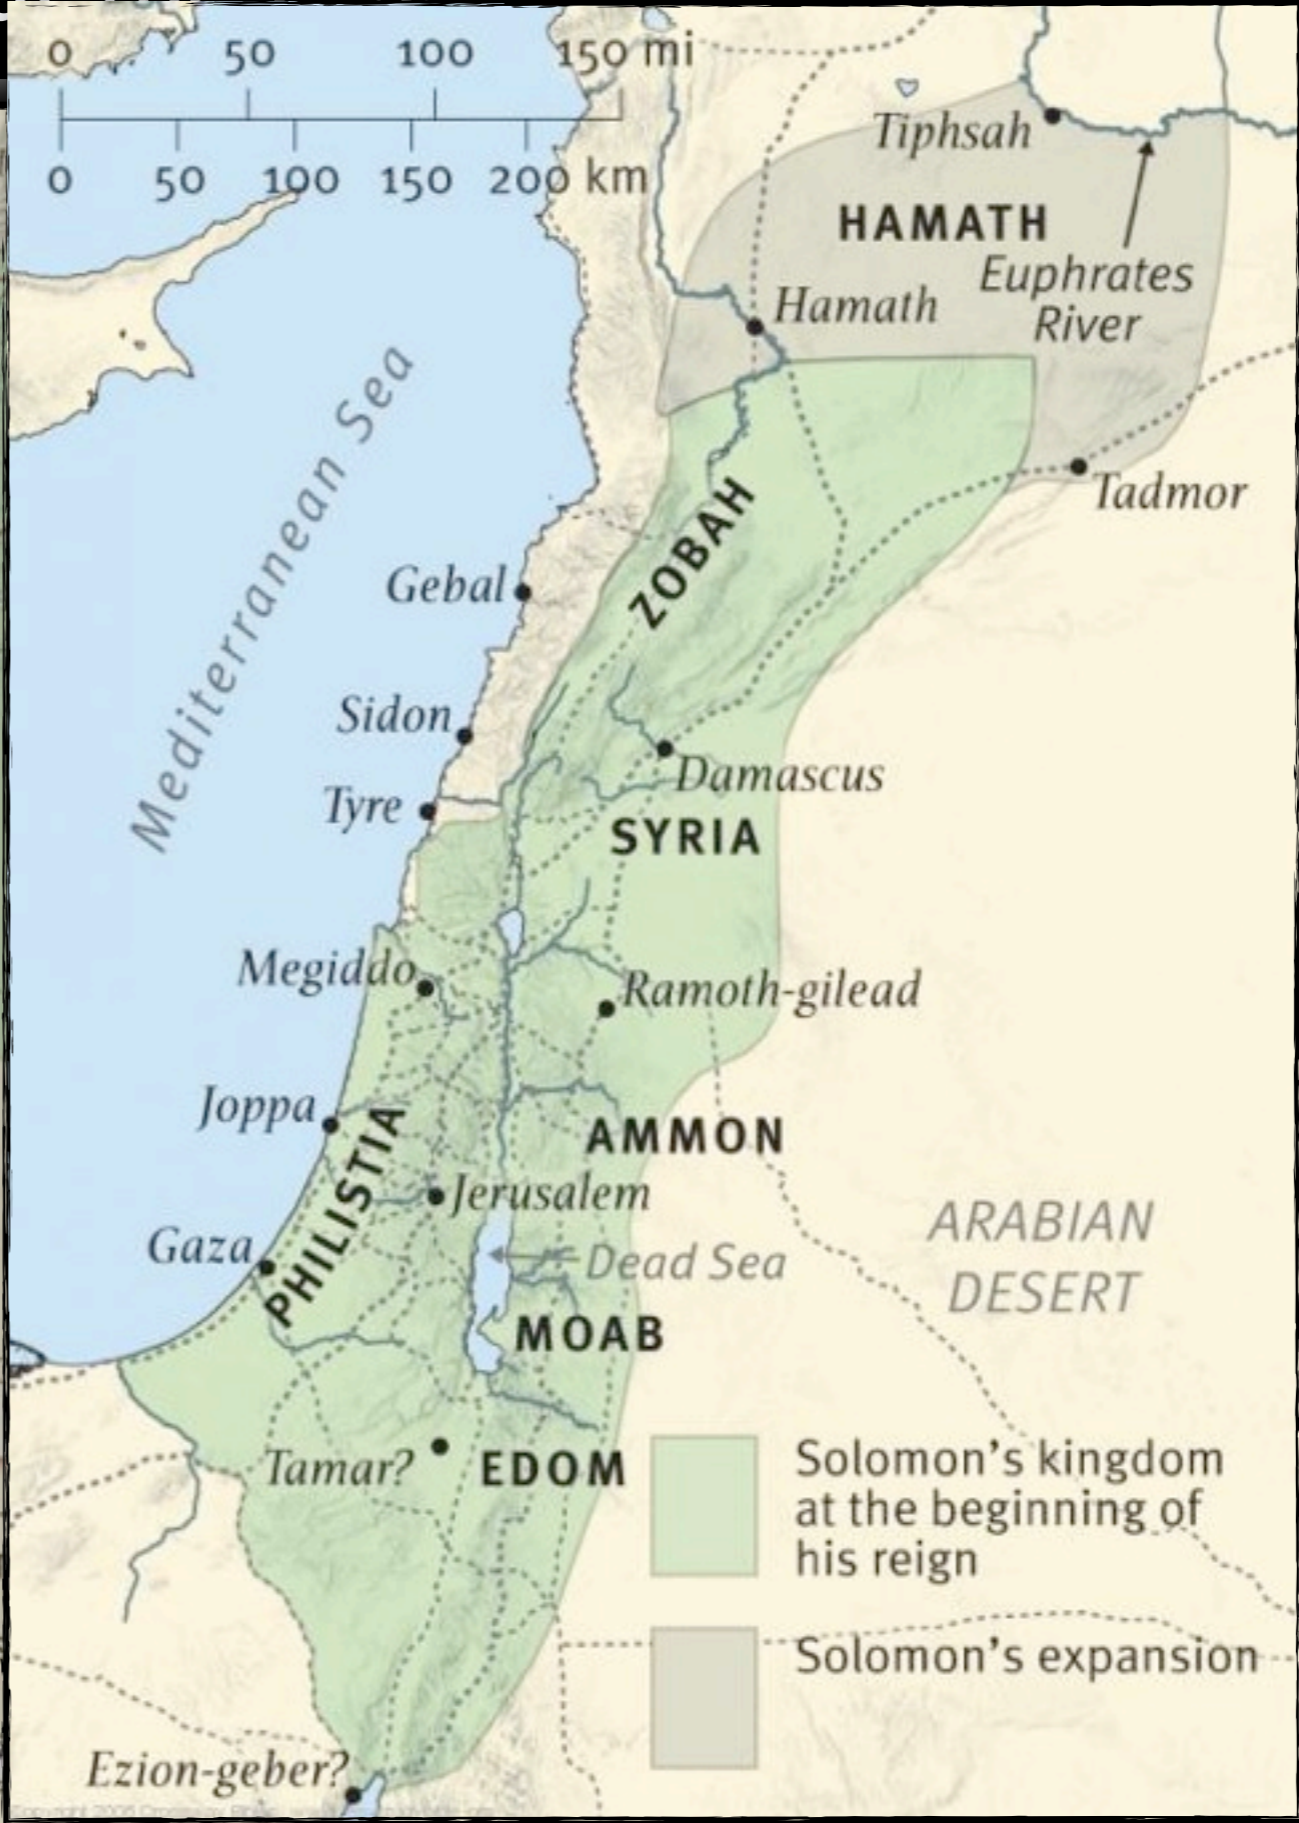 0 50 100 150 mi
0 50 100 150 200 km
Tiphsah
HAMATH
Euphrates
River
Hamath
Tadmor
Mediterranean Sea
ZOBAH
Gebal
Sidon
Damascus
Tyre
SYRIA
Megiddo
Ramoth-gilead
Joppa
AMMON
PHILISTIA
Jerusalem
ARABIAN
DESERT
Gaza
Dead Sea
MOAB
Tamar?
EDOM
Solomon's kingdom
at the beginning of
his reign
Solomon's expansion
Ezion-geber?